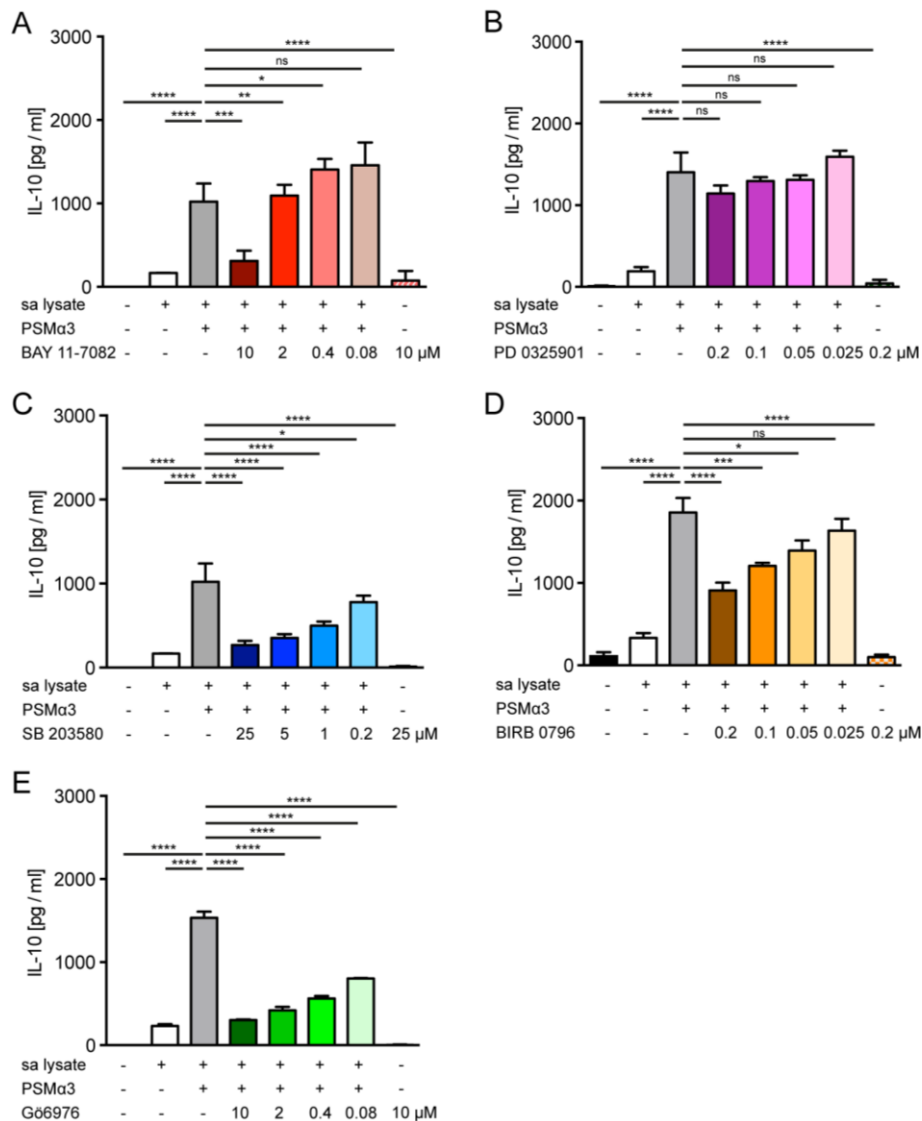 A
3000
2000
1000
0
IL-10 [pg / ml]
****
ns
*
**
****
****
***
sa lysate - + + + + + + -
PSMα3 - - + + + + + -
BAY 11-7082 - - - 10 2 0.4 0.08 10 µM
B
3000
2000
1000
0
IL-10 [pg / ml]
****
ns
ns
ns
****
****
ns
sa lysate - + + + + + + -
PSMα3 - - + + + + + -
PD 0325901 - - - 0.2 0.1 0.05 0.025 0.2 µM
C
3000
2000
1000
0
IL-10 [pg / ml]
****
*
****
**** ****
**** ****
sa lysate - + + + + + + -
PSMα3 - - + + + + + -
SB 203580 - - - 25 5 1 0.2 25 µM
D
3000
2000
1000
0
IL-10 [pg / ml]
****
ns
*
**** ***
**** ****
sa lysate - + + + + + + -
PSMα3 - - + + + + + -
BIRB 0796 - - - 0.2 0.1 0.05 0.025 0.2 µM
E
3000
2000
1000
0
IL-10 [pg / ml]
****
****
****
**** ****
**** ****
sa lysate - + + + + + + -
PSMα3 - - + + + + + -
Gö6976 - - - 10 2 0.4 0.08 10 µM